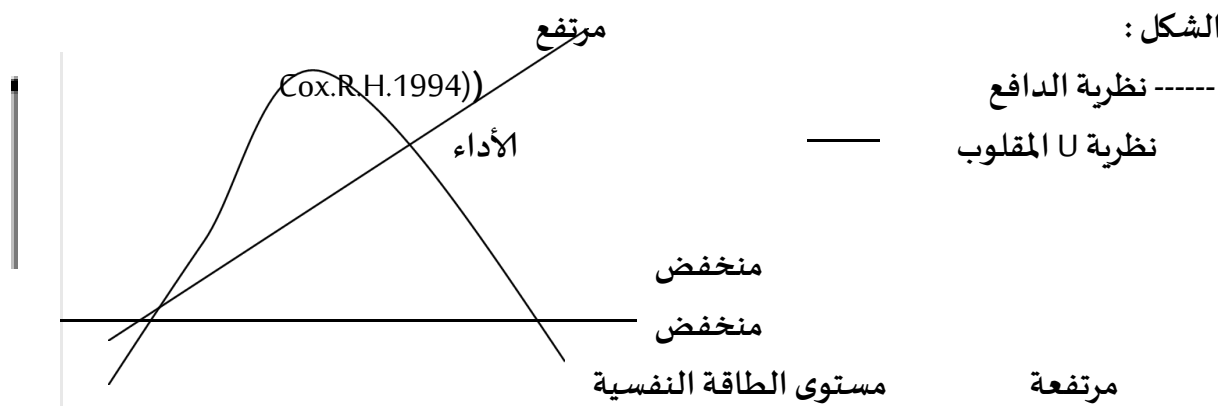 الشكل :
مرتفع
------ نظرية الدافع
Cox.R.H.1994))
نظرية U المقلوب
الأداء
منخفض
منخفض
مرتفعة
مستوى الطاقة النفسية